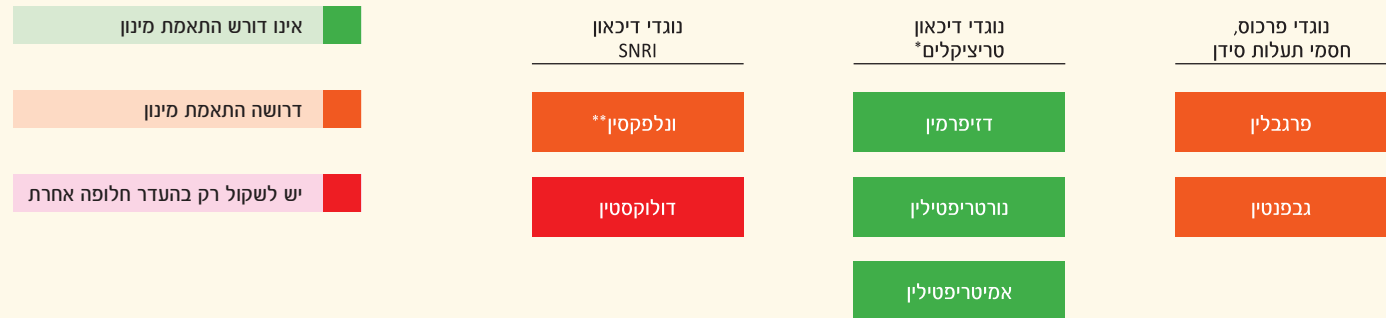 נוגדי פרכוס,
חסמי תעלות סידן
פרגבלין
גבפנטין
נוגדי דיכאון
טריציקלים*
דזיפרמין
נורטריפטילין
אמיטריפטילין
נוגדי דיכאון
SNRI
ונלפקסין**
דולוקסטין
אינו דורש התאמת מינון
דרושה התאמת מינון
יש לשקול רק בהעדר חלופה אחרת